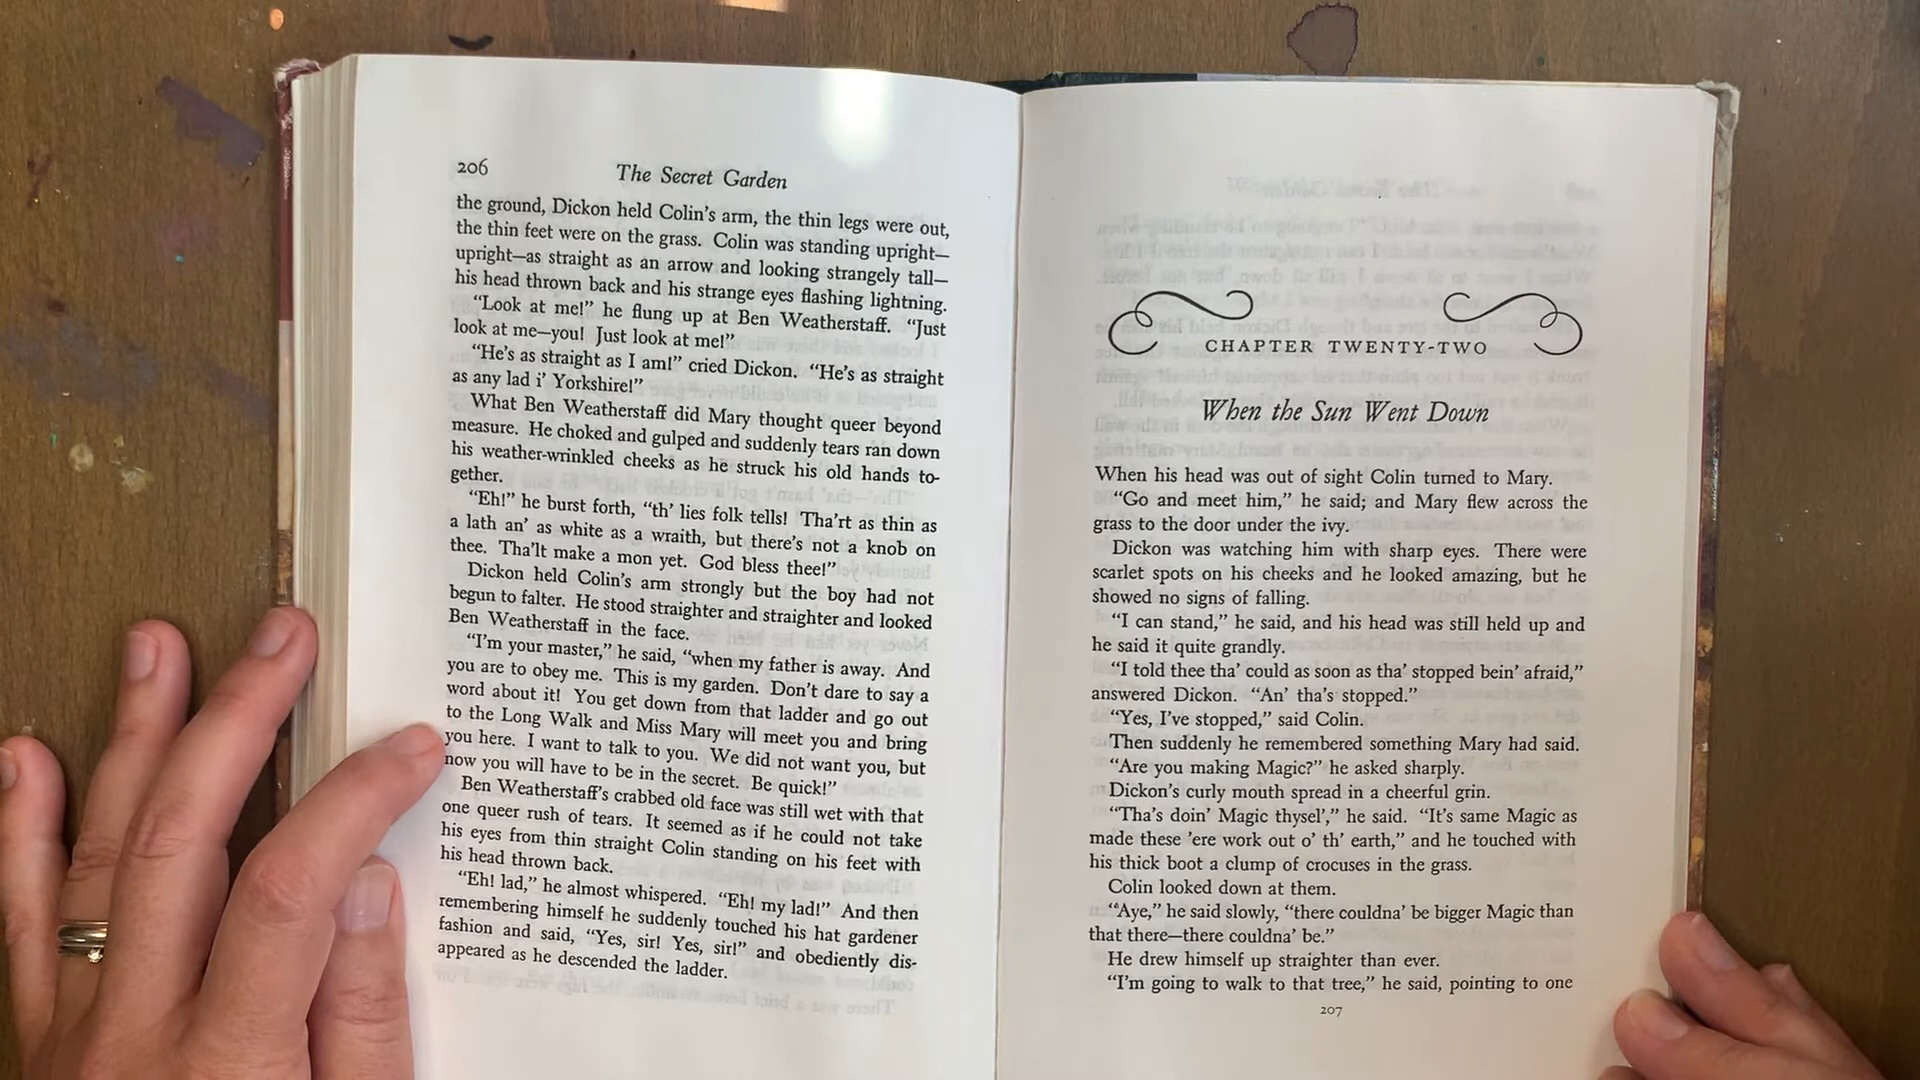 206
The Secret Garden
the ground, Dickon held Colin's arm, the thin legs were out,
the thin feet were on the grass. Colin was standing upright—
upright—as straight as an arrow and looking strangely tall—
his head thrown back and his strange eyes flashing lightning.
“Look at me!” he flung up at Ben Weatherstaff. “Just
look at me—you! Just look at me!”
“He's as straight as I am!” cried Dickon. “He's as straight
as any lad i' Yorkshire!”
What Ben Weatherstaff did Mary thought queer beyond
measure. He choked and gulped and suddenly tears ran down
his weather-wrinkled cheeks as he struck his old hands to-
gether.
“Eh!” he burst forth, “th' lies folk tells! Tha'rt as thin as
a lath an' as white as a wraith, but there's not a knob on
thee. Tha'lt make a mon yet. God bless thee!”
Dickon held Colin's arm strongly but the boy had not
begun to falter. He stood straighter and straighter and looked
Ben Weatherstaff in the face.
“I'm your master,” he said, “when my father is away. And
you are to obey me. This is my garden. Don't dare to say a
word about it! You get down from that ladder and go out
to the Long Walk and Miss Mary will meet you and bring
you here. I want to talk to you. We did not want you, but
now you will have to be in the secret. Be quick!”
Ben Weatherstaff's crabbed old face was still wet with that
one queer rush of tears. It seemed as if he could not take
his eyes from thin straight Colin standing on his feet with
his head thrown back.
“Eh! lad,” he almost whispered. “Eh! my lad!” And then
remembering himself he suddenly touched his hat gardener
fashion and said, “Yes, sir! Yes, sir!” and obediently dis-
appeared as he descended the ladder.
CHAPTER TWENTY-TWO
When the Sun Went Down
When his head was out of sight Colin turned to Mary.
“Go and meet him,” he said; and Mary flew across the
grass to the door under the ivy.
Dickon was watching him with sharp eyes. There were
scarlet spots on his cheeks and he looked amazing, but he
showed no signs of falling.
“I can stand,” he said, and his head was still held up and
he said it quite grandly.
“I told thee tha' could as soon as tha' stopped bein' afraid,”
answered Dickon. “An' tha's stopped.”
“Yes, I've stopped,” said Colin.
Then suddenly he remembered something Mary had said.
“Are you making Magic?” he asked sharply.
Dickon's curly mouth spread in a cheerful grin.
“Tha's doin' Magic thysel',” he said. “It's same Magic as
made these 'ere work out o' th' earth,” and he touched with
his thick boot a clump of crocuses in the grass.
Colin looked down at them.
“Aye,” he said slowly, “there couldna' be bigger Magic than
that there—there couldna' be.”
He drew himself up straighter than ever.
“I'm going to walk to that tree,” he said, pointing to one
207